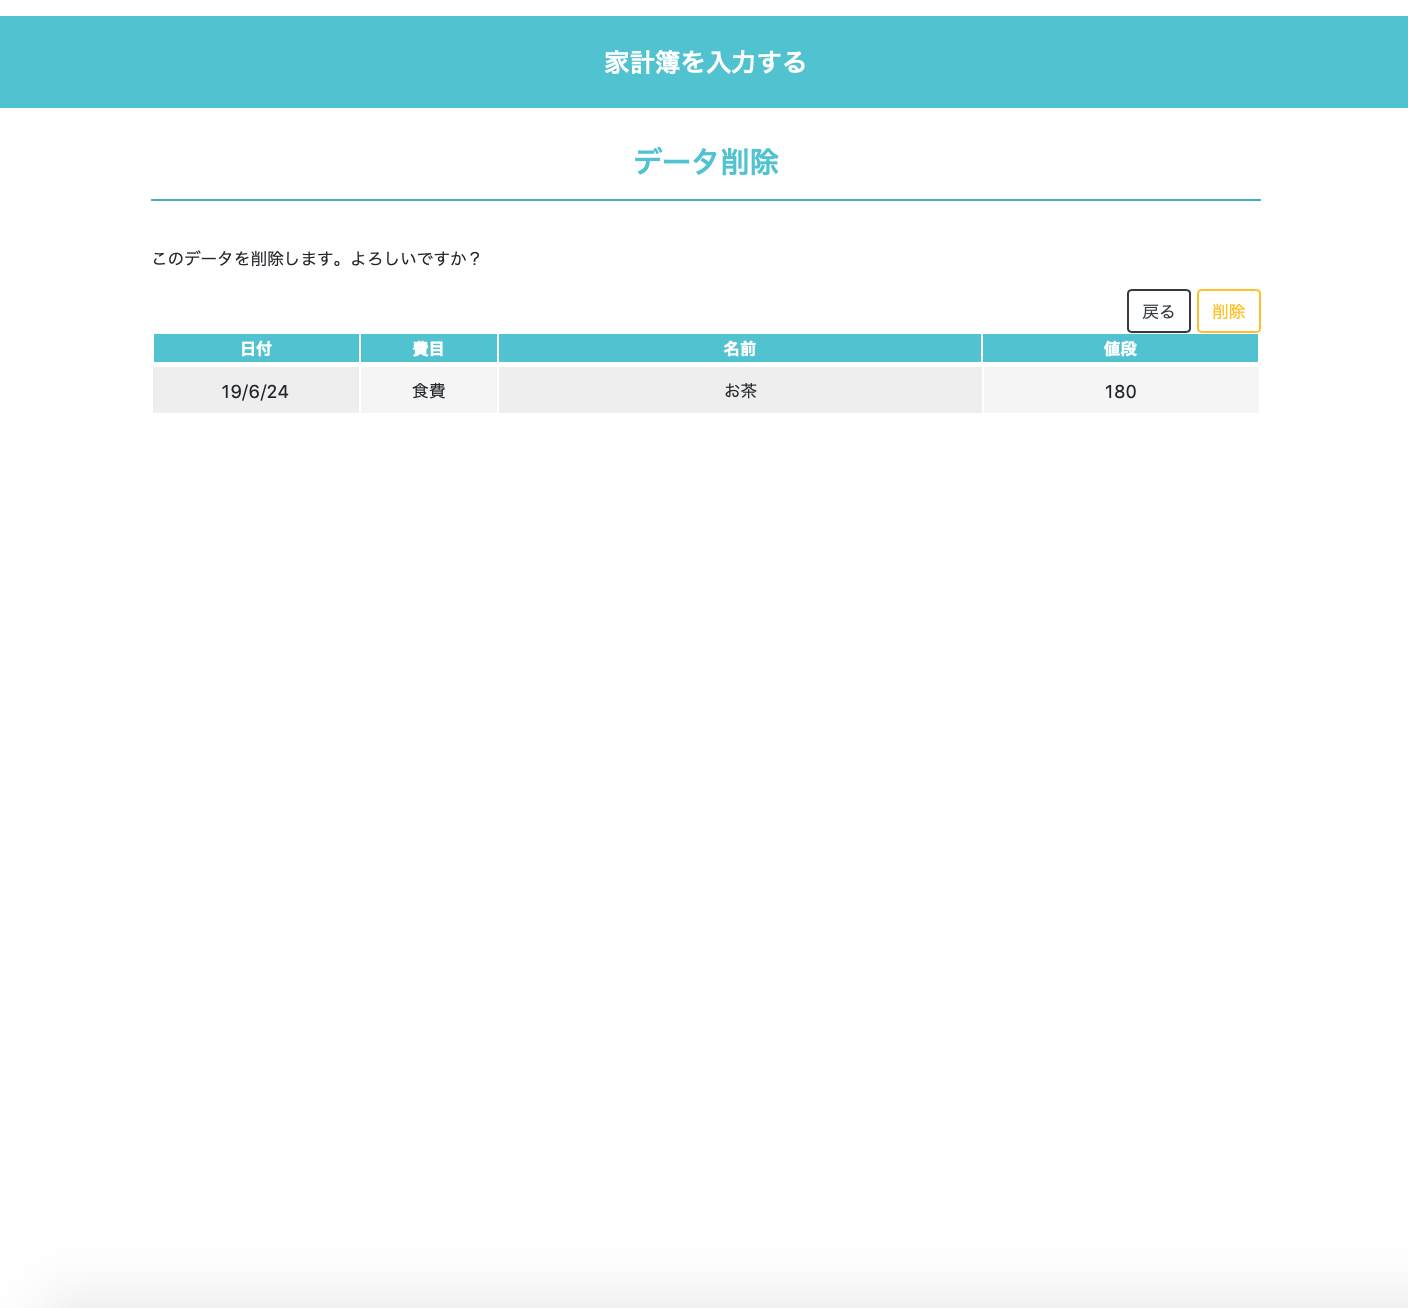 家計簿を入力する
データ削除
このデータを削除します。よろしいですか？
戻る 削除
日付 費目 名前 値段
19/6/24 食費 お茶 180